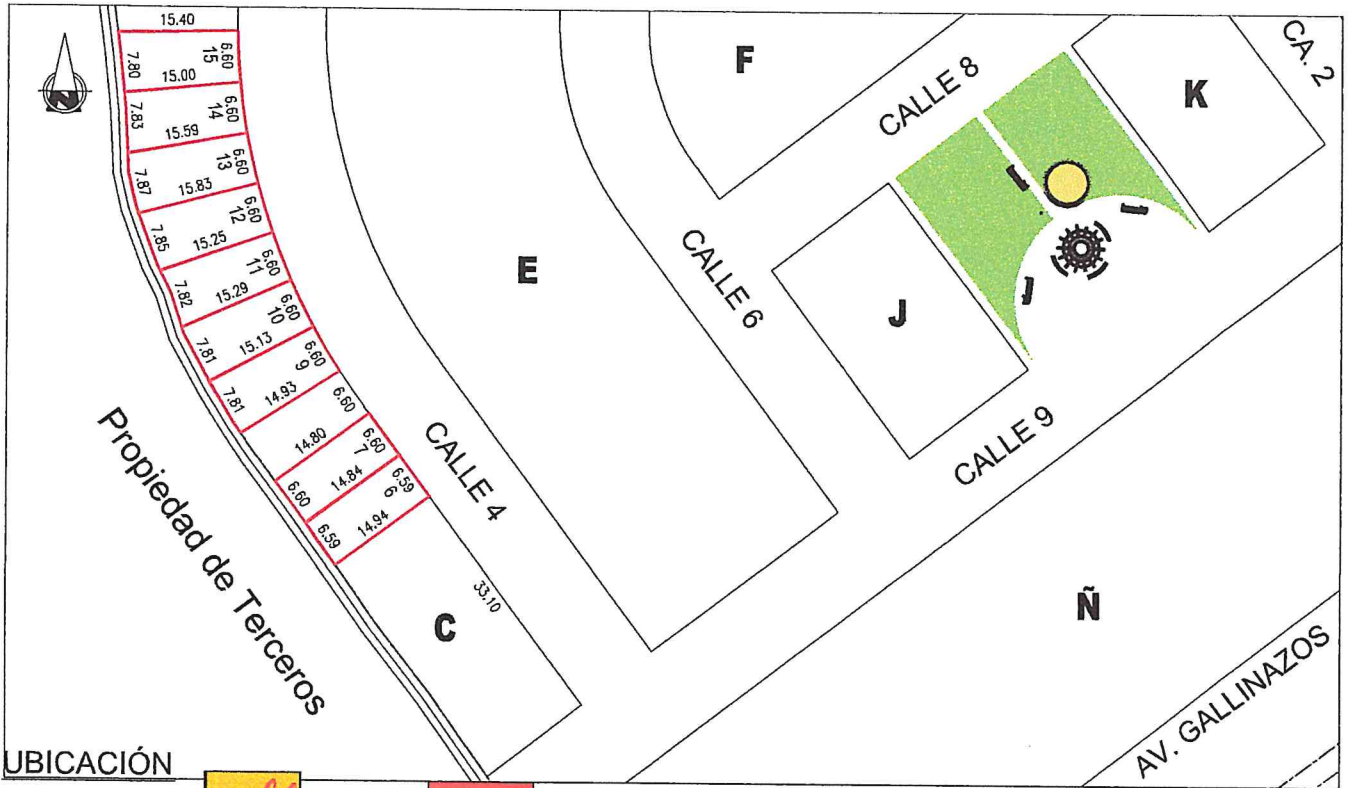 15.40
6.60
15
7.80
15.00
6.60
14
7.83
15.59
6.60
13
7.87
15.83
6.60
12
7.85
15.25
6.60
11
7.82
15.29
6.60
10
7.81
15.13
6.60
9
7.81
14.93
6.60
14.80
6.60
7
6.60
14.84
6.59
6
6.59
14.94
33.10
N
F
K
CA. 2
CALLE 8
E
CALLE 6
J
CALLE 9
CALLE 4
Propiedad de Terceros
C
Ñ
AV. GALLINAZOS
UBICACIÓN